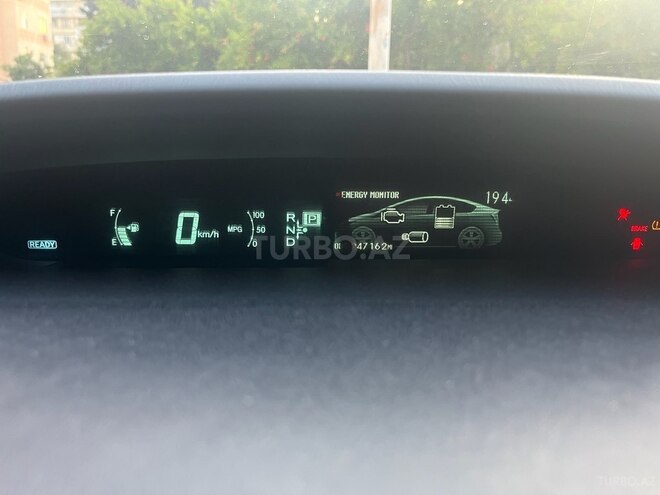 ENERGY MONITOR
194
F
E
0 km/h
MPG
100
50
0
R
N
D
P
READY
BRAKE
TURBO.AZ
TURBO.AZ